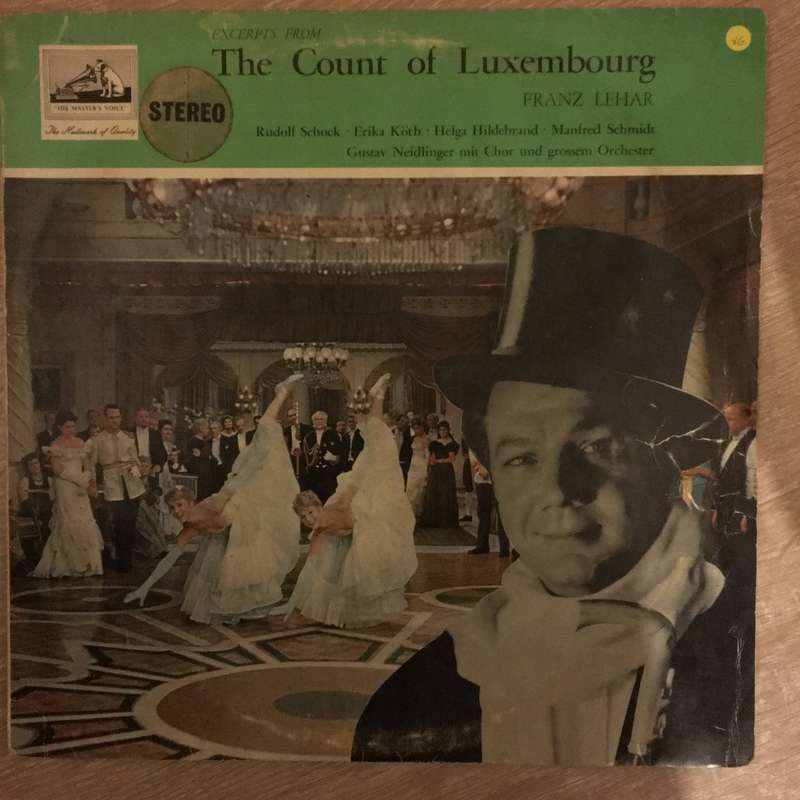 EXCERPTS FROM
The Count of Luxembourg
FRANZ LEHAR
"HIS MASTER'S VOICE"
The Hallmark of Quality
STEREO
Rudolf Schock · Erika Köth · Helga Hildebrand · Manfred Schmidt
Gustav Neidlinger mit Chor und grossem Orchester
VG